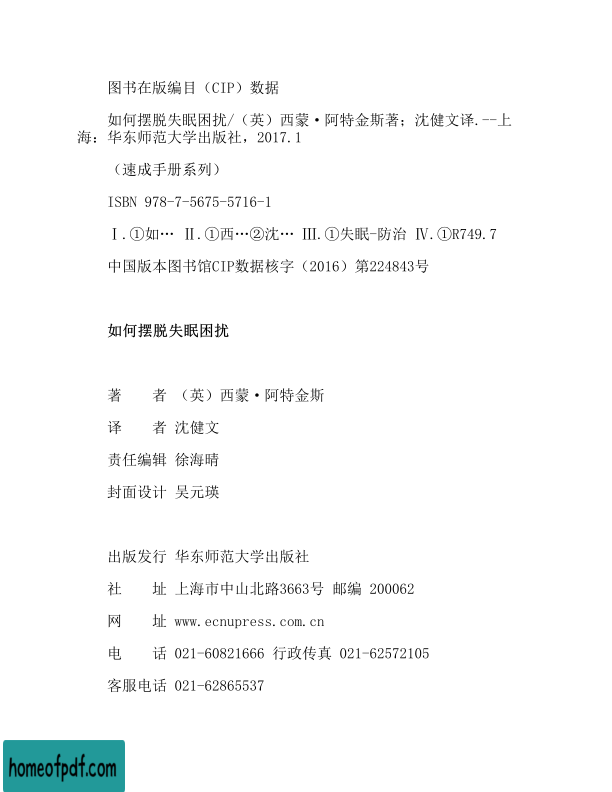 图书在版编目（CIP）数据
如何摆脱失眠困扰/（英）西蒙·阿特金斯著；沈健文译.--上
海：华东师范大学出版社，2017.1
（速成手册系列）
ISBN 978-7-5675-5716-1
Ⅰ.①如… Ⅱ.①西…②沈… Ⅲ.①失眠-防治 Ⅳ.①R749.7
中国版本图书馆CIP数据核字（2016）第224843号
如何摆脱失眠困扰
著　　者 （英）西蒙·阿特金斯
译　　者 沈健文
责任编辑 徐海晴
封面设计 吴元瑛
出版发行 华东师范大学出版社
社　　址 上海市中山北路3663号 邮编 200062
网　　址 www.ecnupress.com.cn
电　　话 021-60821666 行政传真 021-62572105
客服电话 021-62865537
homeofpdf.com